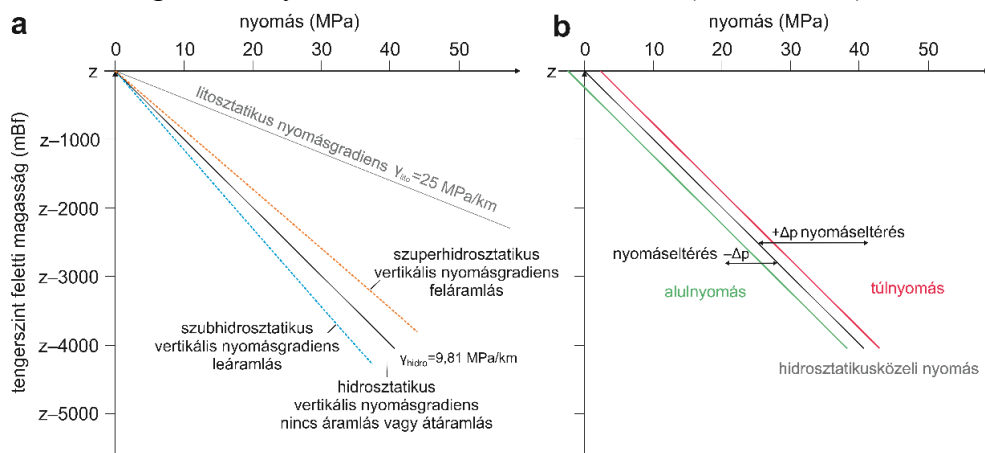 a
nyomás (MPa)
0 10 20 30 40 50
z
z–1000
z–2000
z–3000
z–4000
z–5000
tengerszint feletti magasság (mBf)
litosztatikus nyomásgradiens γlito=25 MPa/km
szuperhidrosztatikus
vertikális nyomásgradiens
feláramlás
szubhidrosztatikus
vertikális nyomásgradiens
leáramlás
γhidro=9,81 MPa/km
hidrosztatikus
vertikális nyomásgradiens
nincs áramlás vagy átáramlás
b
nyomás (MPa)
0 10 20 30 40 50
z
+Δp nyomáseltérés
nyomáseltérés –Δp
alulnyomás
túlnyomás
hidrosztatikusközeli nyomás